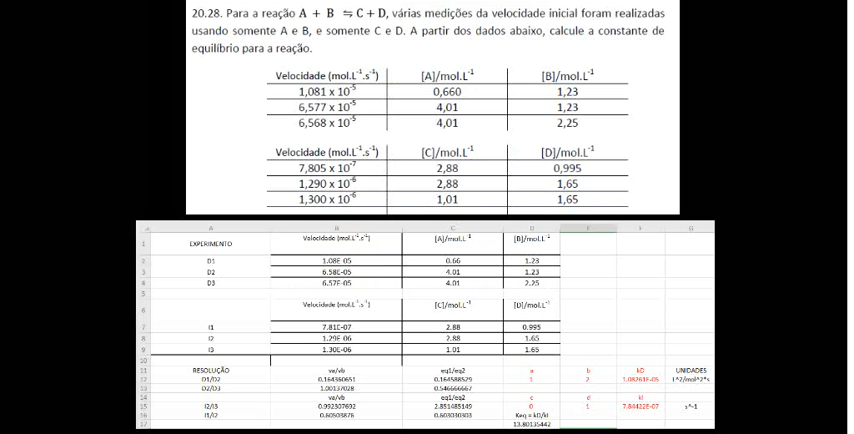 20.28. Para a reação A + B ⇋ C + D, várias medições da velocidade inicial foram realizadas
usando somente A e B, e somente C e D. A partir dos dados abaixo, calcule a constante de
equilíbrio para a reação.
Velocidade (mol.L⁻¹.s⁻¹) [A]/mol.L⁻¹ [B]/mol.L⁻¹
1,081 x 10⁻⁵ 0,660 1,23
6,577 x 10⁻⁵ 4,01 1,23
6,568 x 10⁻⁵ 4,01 2,25
Velocidade (mol.L⁻¹.s⁻¹) [C]/mol.L⁻¹ [D]/mol.L⁻¹
7,805 x 10⁻⁷ 2,88 0,995
1,290 x 10⁻⁶ 2,88 1,65
1,300 x 10⁻⁶ 1,01 1,65
A B C D E F G
1 EXPERIMENTO Velocidade (mol.L⁻¹.s⁻¹) [A]/mol.L⁻¹ [B]/mol.L⁻¹
2 D1 1.08E-05 0.66 1.23
3 D2 6.58E-05 4.01 1.23
4 D3 6.57E-05 4.01 2.25
5
6 Velocidade (mol.L⁻¹.s⁻¹) [C]/mol.L⁻¹ [D]/mol.L⁻¹
7 I1 7.81E-07 2.88 0.995
8 I2 1.29E-06 2.88 1.65
9 I3 1.30E-06 1.01 1.65
10
11 RESOLUÇÃO va/vb eq1/eq2 a b kD UNIDADES
12 D1/D2 0.164360651 0.164588529 1 2 1.08761E-05 L^2/mol^2*s
13 D2/D3 1.00137028 0.546666667
14 va/vb eq1/eq2 c d kI
15 I2/I3 0.992307692 2.851485149 0 1 7.84422E-07 s^-1
16 I1/I2 0.60503876 0.603030303 Keq = kD/kI
17 13.80135442